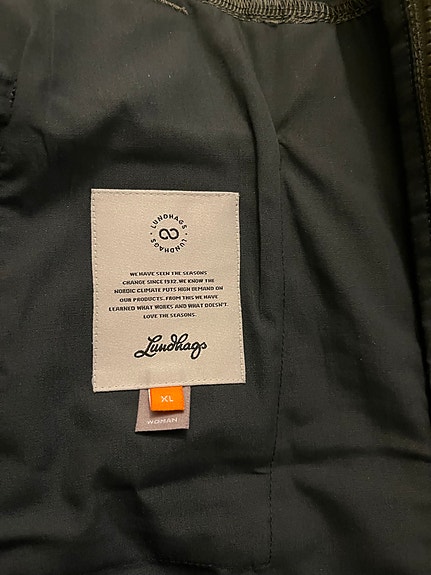 LUNDHAGS · LUNDHAGS ·
WE HAVE SEEN THE SEASONS
CHANGE SINCE 1932. WE KNOW THE
NORDIC CLIMATE PUTS HIGH DEMAND ON
OUR PRODUCTS. FROM THIS WE HAVE
LEARNED WHAT WORKS AND WHAT DOESN'T.
LOVE THE SEASONS.
Lundhags
XL
WOMAN